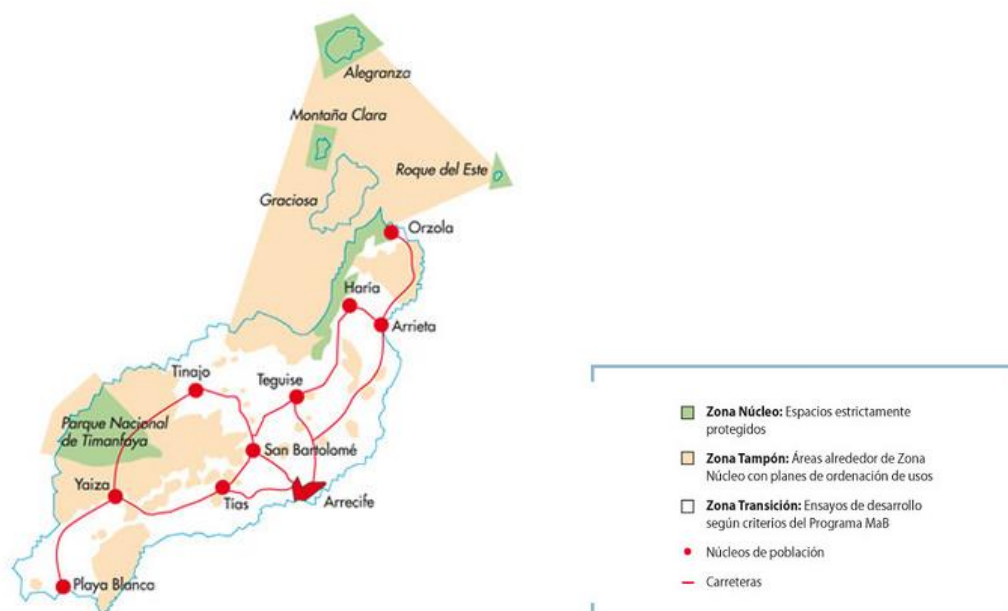 Alegranza
Montaña Clara
Roque del Este
Graciosa
Orzola
Haría
Arrieta
Tinajo
Teguise
Parque Nacional
de Timanfaya
San Bartolomé
Yaiza
Tías
Arrecife
Playa Blanca
Zona Núcleo: Espacios estrictamente
protegidos
Zona Tampón: Áreas alrededor de Zona
Núcleo con planes de ordenación de usos
Zona Transición: Ensayos de desarrollo
según criterios del Programa MaB
Núcleos de población
Carreteras